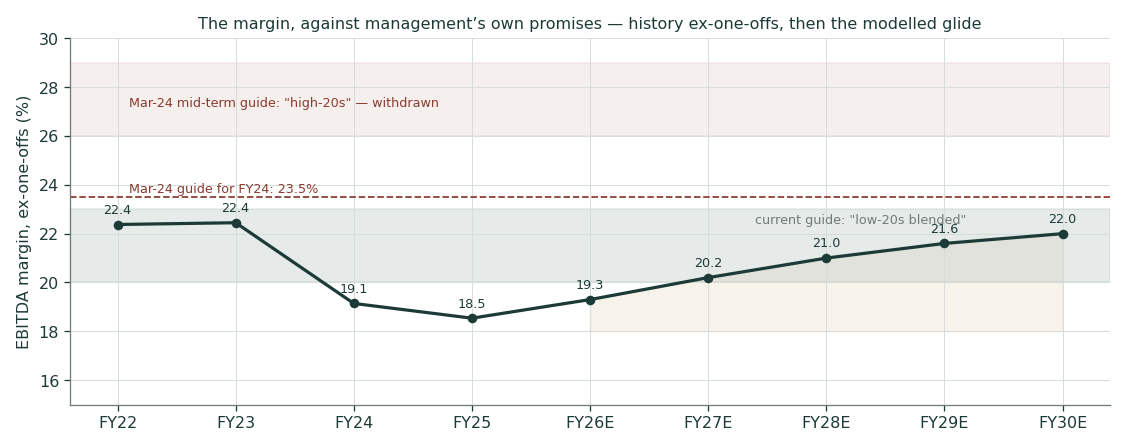 The margin, against management’s own promises — history ex-one-offs, then the modelled glide
EBITDA margin, ex-one-offs (%)
30
28
26
24
22
20
18
16
Mar-24 mid-term guide: "high-20s" — withdrawn
Mar-24 guide for FY24: 23.5%
current guide: "low-20s blended"
22.4
22.4
19.1
18.5
19.3
20.2
21.0
21.6
22.0
FY22
FY23
FY24
FY25
FY26E
FY27E
FY28E
FY29E
FY30E